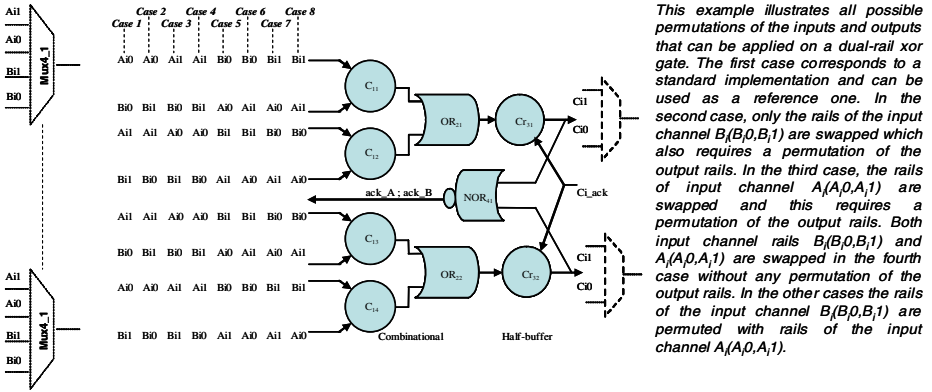 Ai1
Ai0
Bi1
Bi0
Mux4_1
Case 2 Case 4 Case 6 Case 8
Case 1 Case 3 Case 5 Case 7
Ai0 Ai0 Ai1 Ai1 Bi0 Bi0 Bi1 Bi1
C11
Bi0 Bi1 Bi0 Bi1 Ai0 Ai1 Ai0 Ai1
Ai1 Ai1 Ai0 Ai0 Bi1 Bi1 Bi0 Bi0
C12
Bi1 Bi0 Bi1 Bi0 Ai1 Ai0 Ai1 Ai0
OR21
Cr31
Ci1
Ci0
ack_A ; ack_B
NOR41
Ci_ack
Ai1 Ai1 Ai0 Ai0 Bi1 Bi1 Bi0 Bi0
C13
Bi0 Bi1 Bi0 Bi1 Ai0 Ai1 Ai0 Ai1
Ai0 Ai0 Ai1 Ai1 Bi0 Bi0 Bi1 Bi1
C14
Bi1 Bi0 Bi1 Bi0 Ai1 Ai0 Ai1 Ai0
OR22
Cr32
Ci1
Ci0
Combinational
Half-buffer
Ai1
Ai0
Bi1
Bi0
Mux4_1
This example illustrates all possible
permutations of the inputs and outputs
that can be applied on a dual-rail xor
gate. The first case corresponds to a
standard implementation and can be
used as a reference one. In the
second case, only the rails of the input
channel Bi(Bi0,Bi1) are swapped which
also requires a permutation of the
output rails. In the third case, the rails
of input channel Ai(Ai0,Ai1) are
swapped and this requires a
permutation of the output rails. Both
input channel rails Bi(Bi0,Bi1) and
Ai(Ai0,Ai1) are swapped in the fourth
case without any permutation of the
output rails. In the other cases the rails
of the input channel Bi(Bi0,Bi1) are
permuted with rails of the input
channel Ai(Ai0,Ai1).